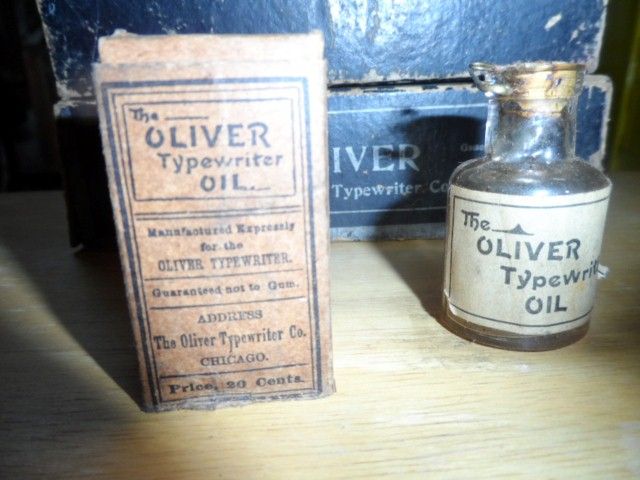 The
OLIVER
Typewriter
OIL.
Manufactured Expressly
for the
OLIVER TYPEWRITER.
Guaranteed not to Gum.
ADDRESS
The Oliver Typewriter Co.
CHICAGO.
Price, 20 Cents
IVER
Typewriter Co
The
OLIVER
Typewrit
OIL